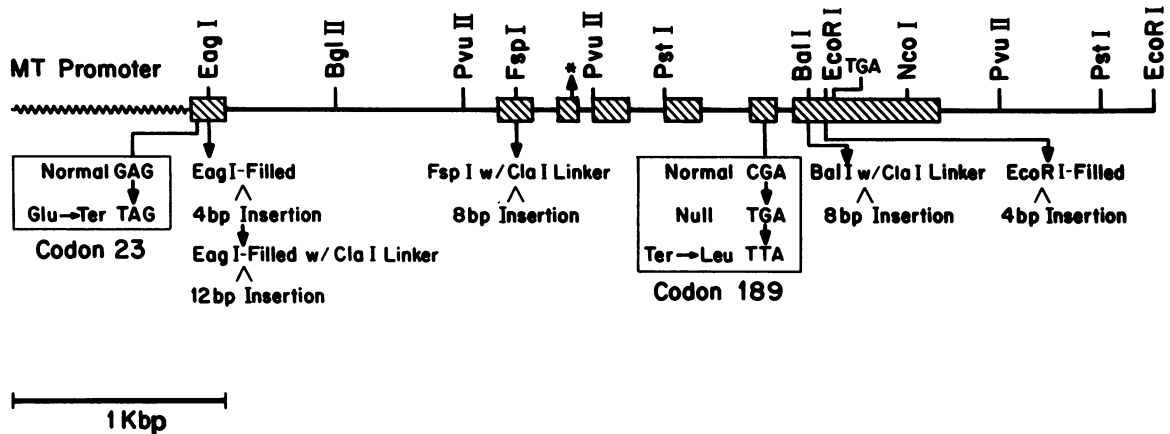 MT Promoter
Eag I
Bgl II
Pvu II
Fsp I
*
Pvu II
Pst I
Bal I
EcoR I
TGA
Nco I
Pvu II
Pst I
EcoR I
Normal GAG
Glu→Ter TAG
Codon 23
Eag I-Filled
4bp Insertion
Eag I-Filled w/Cla I Linker
12bp Insertion
Fsp I w/Cla I Linker
8bp Insertion
Normal CGA
Null TGA
Ter→Leu TTA
Codon 189
Bal I w/Cla I Linker
8bp Insertion
EcoR I-Filled
4bp Insertion
1 Kbp